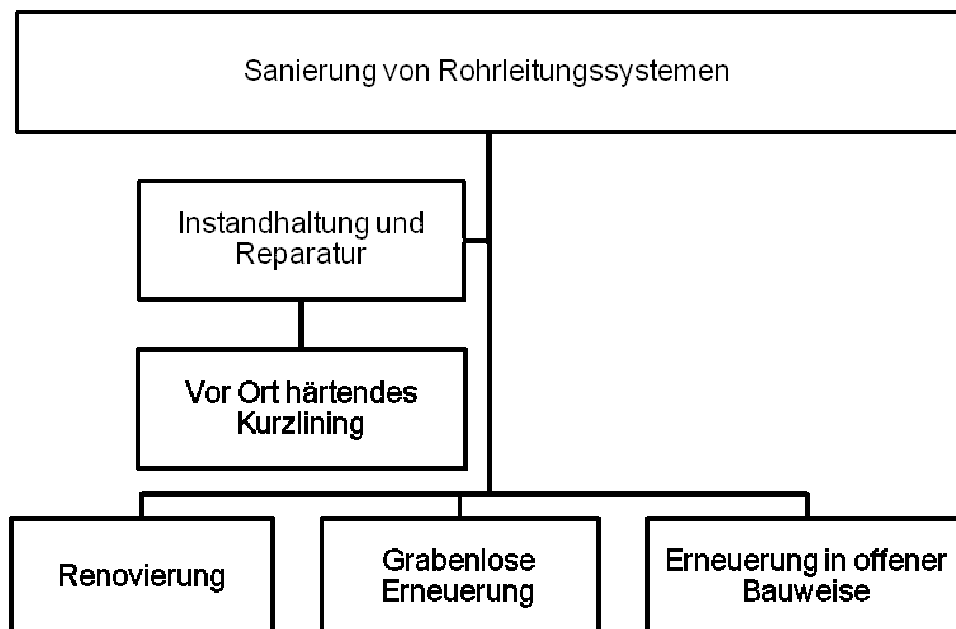 Sanierung von Rohrleitungssystemen
Instandhaltung und
Reparatur
Vor Ort härtendes
Kurzlining
Renovierung
Grabenlose
Erneuerung
Erneuerung in offener
Bauweise